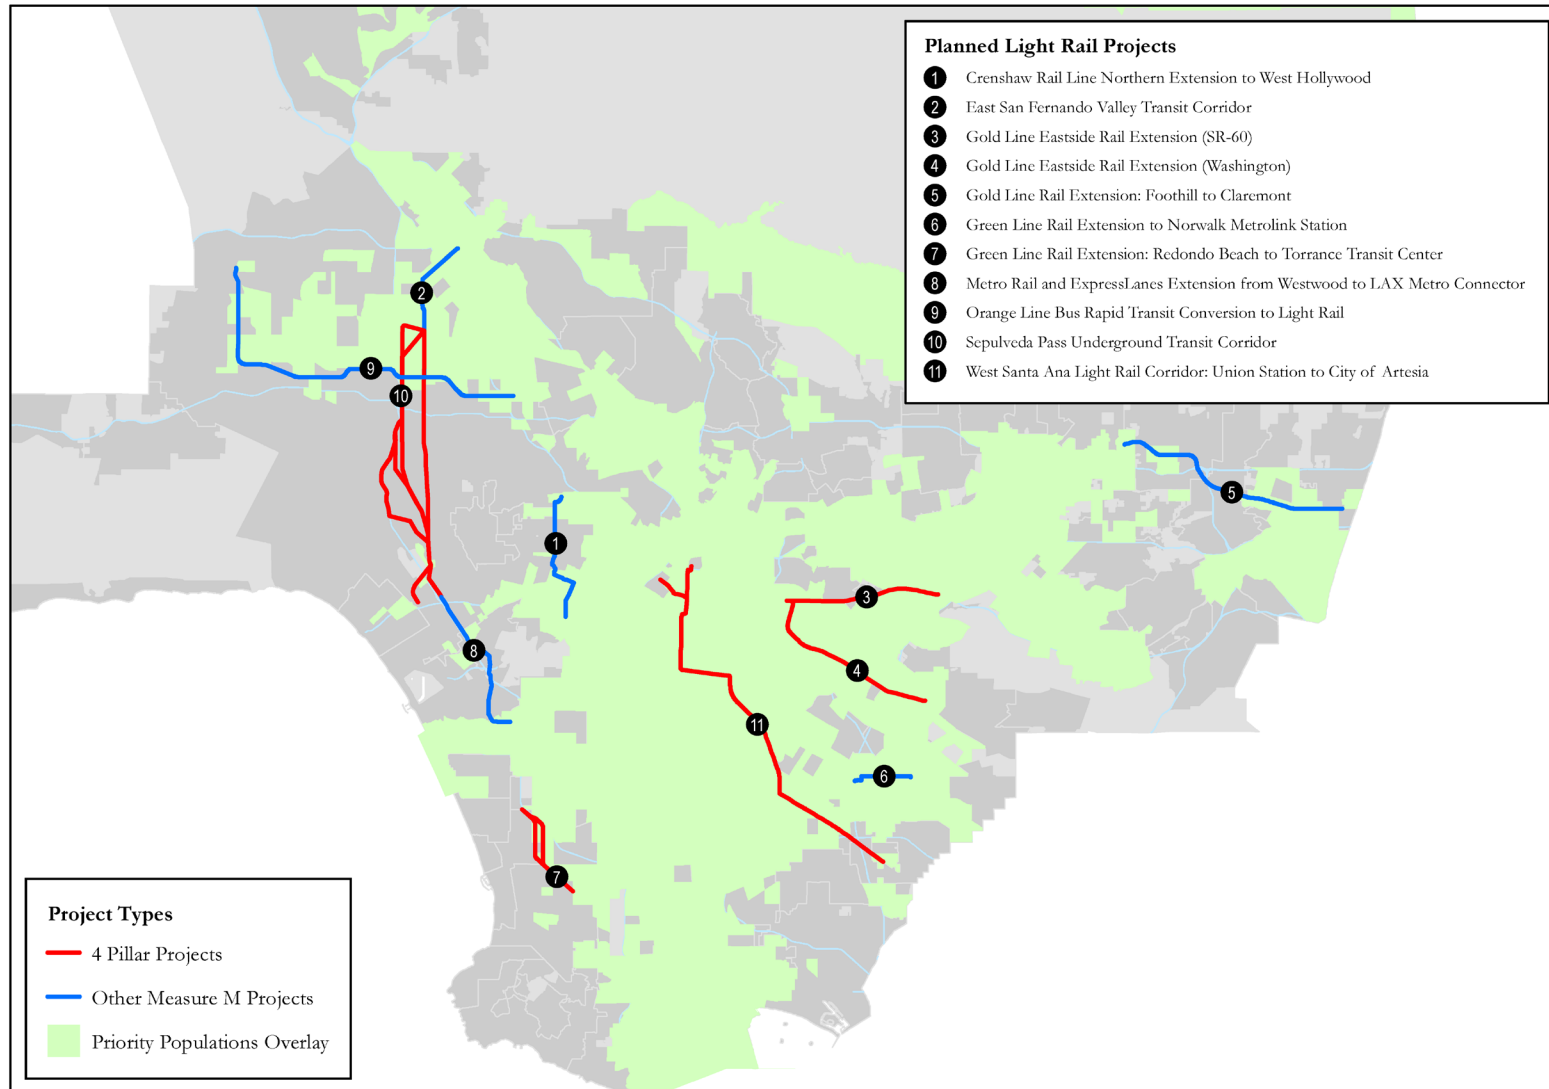 Planned Light Rail Projects
1 Crenshaw Rail Line Northern Extension to West Hollywood
2 East San Fernando Valley Transit Corridor
3 Gold Line Eastside Rail Extension (SR-60)
4 Gold Line Eastside Rail Extension (Washington)
5 Gold Line Rail Extension: Foothill to Claremont
6 Green Line Rail Extension to Norwalk Metrolink Station
7 Green Line Rail Extension: Redondo Beach to Torrance Transit Center
8 Metro Rail and ExpressLanes Extension from Westwood to LAX Metro Connector
9 Orange Line Bus Rapid Transit Conversion to Light Rail
10 Sepulveda Pass Underground Transit Corridor
11 West Santa Ana Light Rail Corridor: Union Station to City of Artesia
2
9
10
5
1
3
8
4
11
6
7
Project Types
4 Pillar Projects
Other Measure M Projects
Priority Populations Overlay